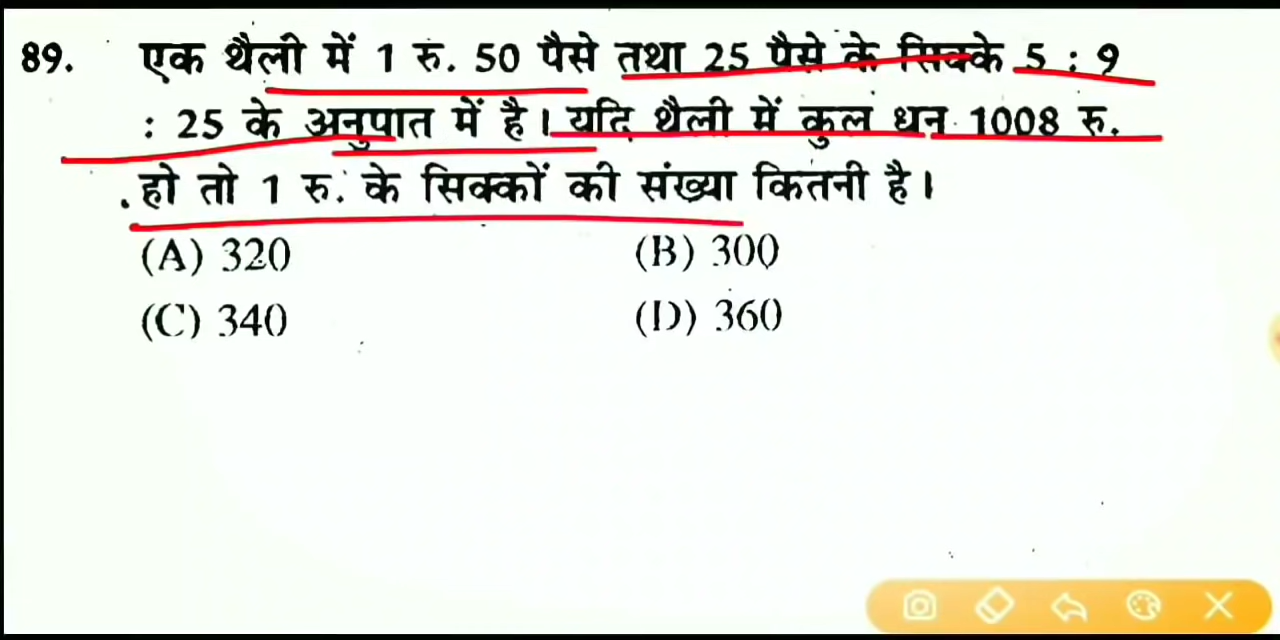 89. एक थैली में 1 रु. 50 पैसे तथा 25 पैसे के सिक्के 5 : 9
: 25 के अनुपात में है। यदि थैली में कुल धन 1008 रु.
हो तो 1 रु. के सिक्कों की संख्या कितनी है।
(A) 320 (B) 300
(C) 340 (D) 360